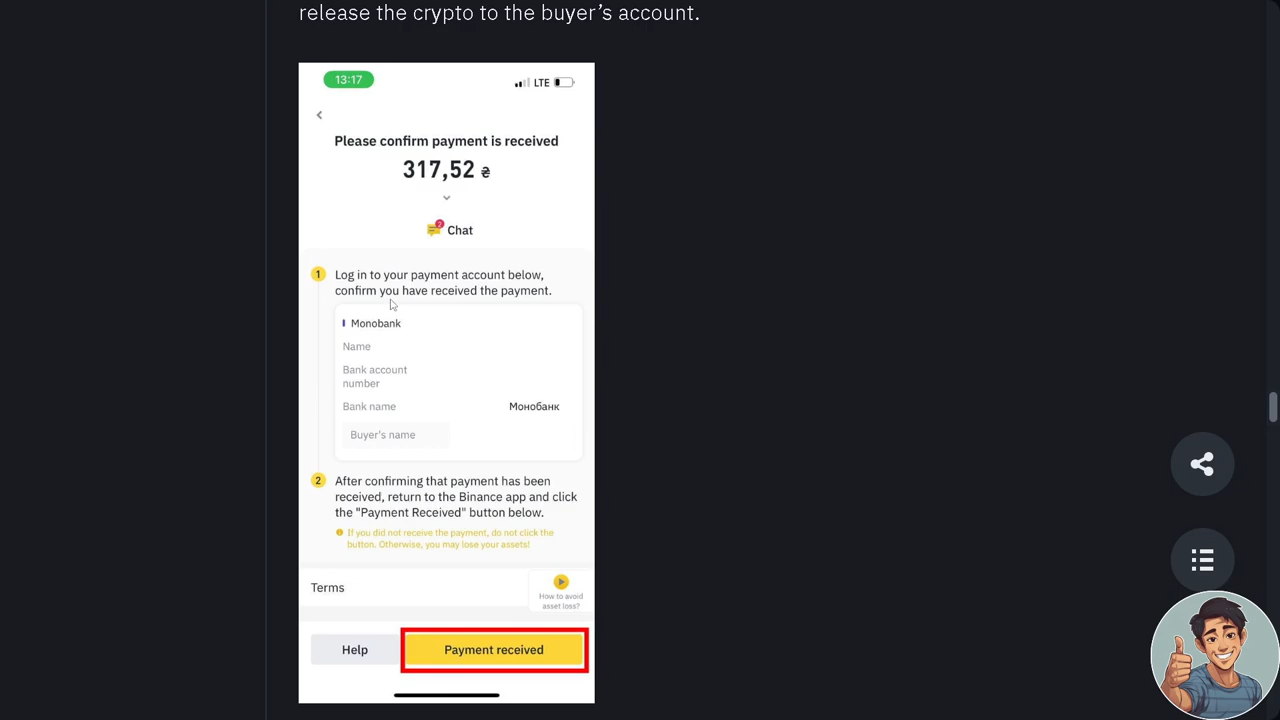 release the crypto to the buyer’s account.
13:17
LTE
Please confirm payment is received
317,52 ₴
2
Chat
1
Log in to your payment account below,
confirm you have received the payment.
Monobank
Name
Bank account
number
Bank name
Монобанк
Buyer's name
2
After confirming that payment has been
received, return to the Binance app and click
the "Payment Received" button below.
If you did not receive the payment, do not click the
button. Otherwise, you may lose your assets!
Terms
How to avoid
asset loss?
Help
Payment received